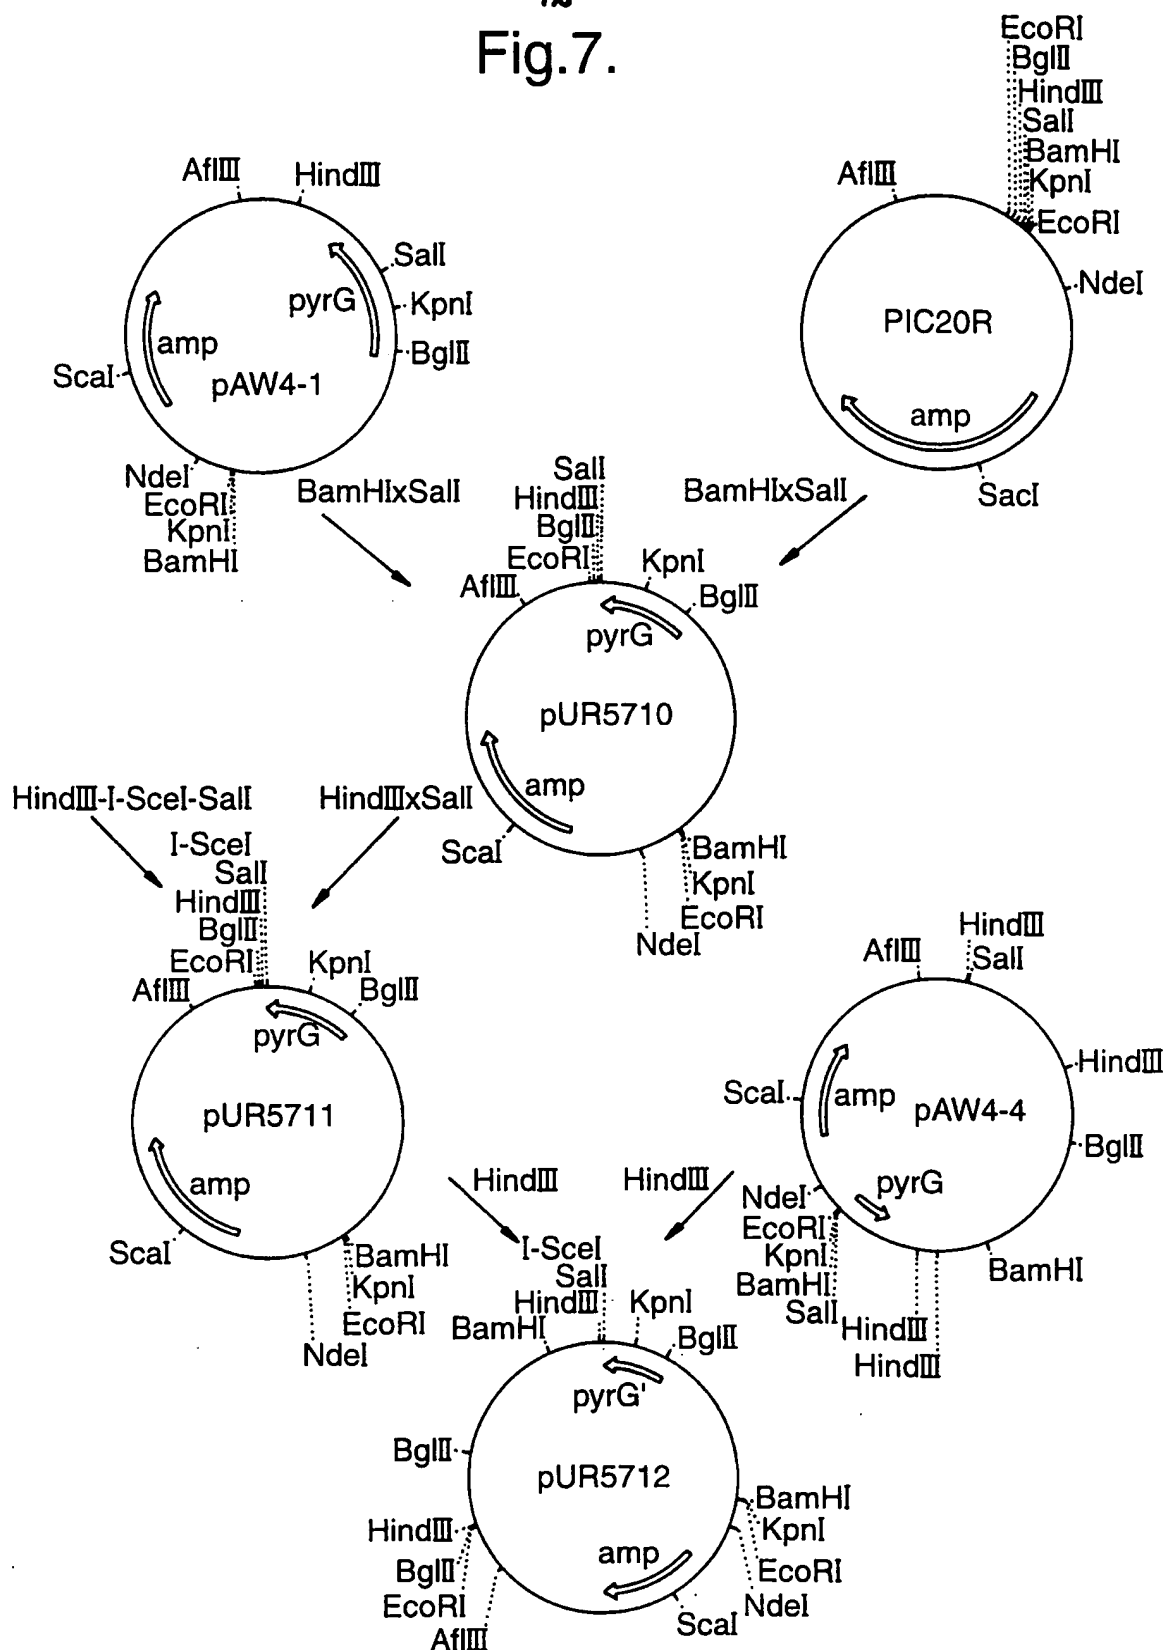 Fig.7.
EcoRI
BglII
HindIII
SalI
BamHI
KpnI
EcoRI
AflIII
NdeI
PIC20R
amp
SacI
AflIII
HindIII
SalI
KpnI
BglII
pyrG
amp
pAW4-1
ScaI
NdeI
EcoRI
KpnI
BamHI
BamHIxSalI
BamHIxSalI
SalI
HindIII
BglII
EcoRI
AflIII
KpnI
BglII
pyrG
pUR5710
amp
ScaI
BamHI
KpnI
EcoRI
NdeI
HindIII-I-SceI-SalI
HindIIIxSalI
I-SceI
SalI
HindIII
BglII
EcoRI
AflIII
KpnI
BglII
pyrG
pUR5711
amp
ScaI
BamHI
KpnI
EcoRI
NdeI
HindIII
SalI
AflIII
HindIII
BglII
ScaI
amp
pAW4-4
pyrG
NdeI
EcoRI
KpnI
BamHI
SalI
HindIII
HindIII
BamHI
HindIII
HindIII
I-SceI
SalI
HindIII
BamHI
KpnI
BglII
pyrG'
BglII
pUR5712
HindIII
BglII
EcoRI
AflIII
amp
BamHI
KpnI
EcoRI
NdeI
ScaI